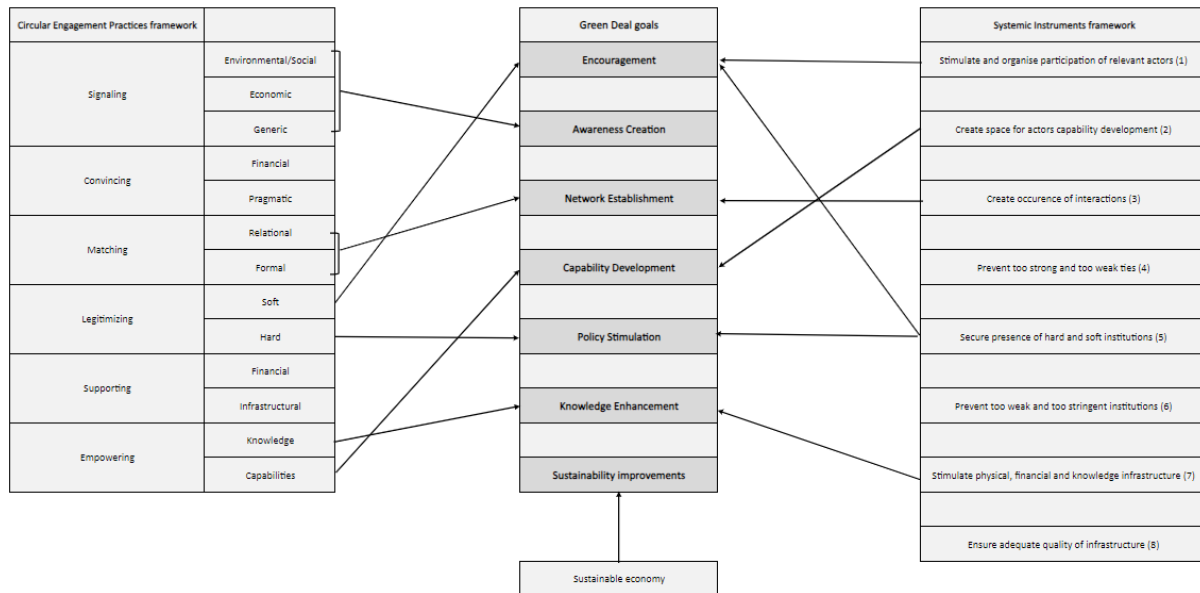 Circular Engagement Practices framework
Signaling
Environmental/Social
Economic
Generic
Convincing
Financial
Pragmatic
Matching
Relational
Formal
Legitimizing
Soft
Hard
Supporting
Financial
Infrastructural
Empowering
Knowledge
Capabilities
Green Deal goals
Encouragement
Awareness Creation
Network Establishment
Capability Development
Policy Stimulation
Knowledge Enhancement
Sustainability improvements
Sustainable economy
Systemic Instruments framework
Stimulate and organise participation of relevant actors (1)
Create space for actors capability development (2)
Create occurence of interactions (3)
Prevent too strong and too weak ties (4)
Secure presence of hard and soft institutions (5)
Prevent too weak and too stringent institutions (6)
Stimulate physical, financial and knowledge infrastructure (7)
Ensure adequate quality of infrastructure (8)